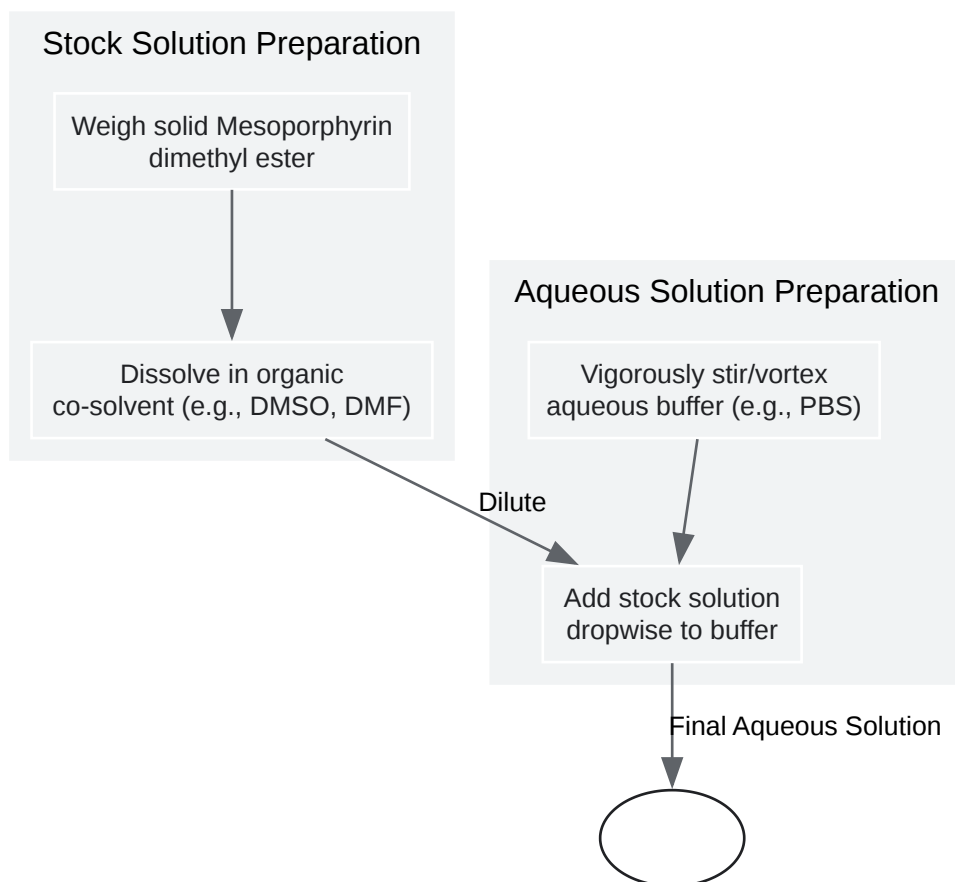 Stock Solution Preparation
Weigh solid Mesoporphyrin
dimethyl ester
Dissolve in organic
co-solvent (e.g., DMSO, DMF)
Aqueous Solution Preparation
Vigorously stir/vortex
aqueous buffer (e.g., PBS)
Dilute
Add stock solution
dropwise to buffer
Final Aqueous Solution